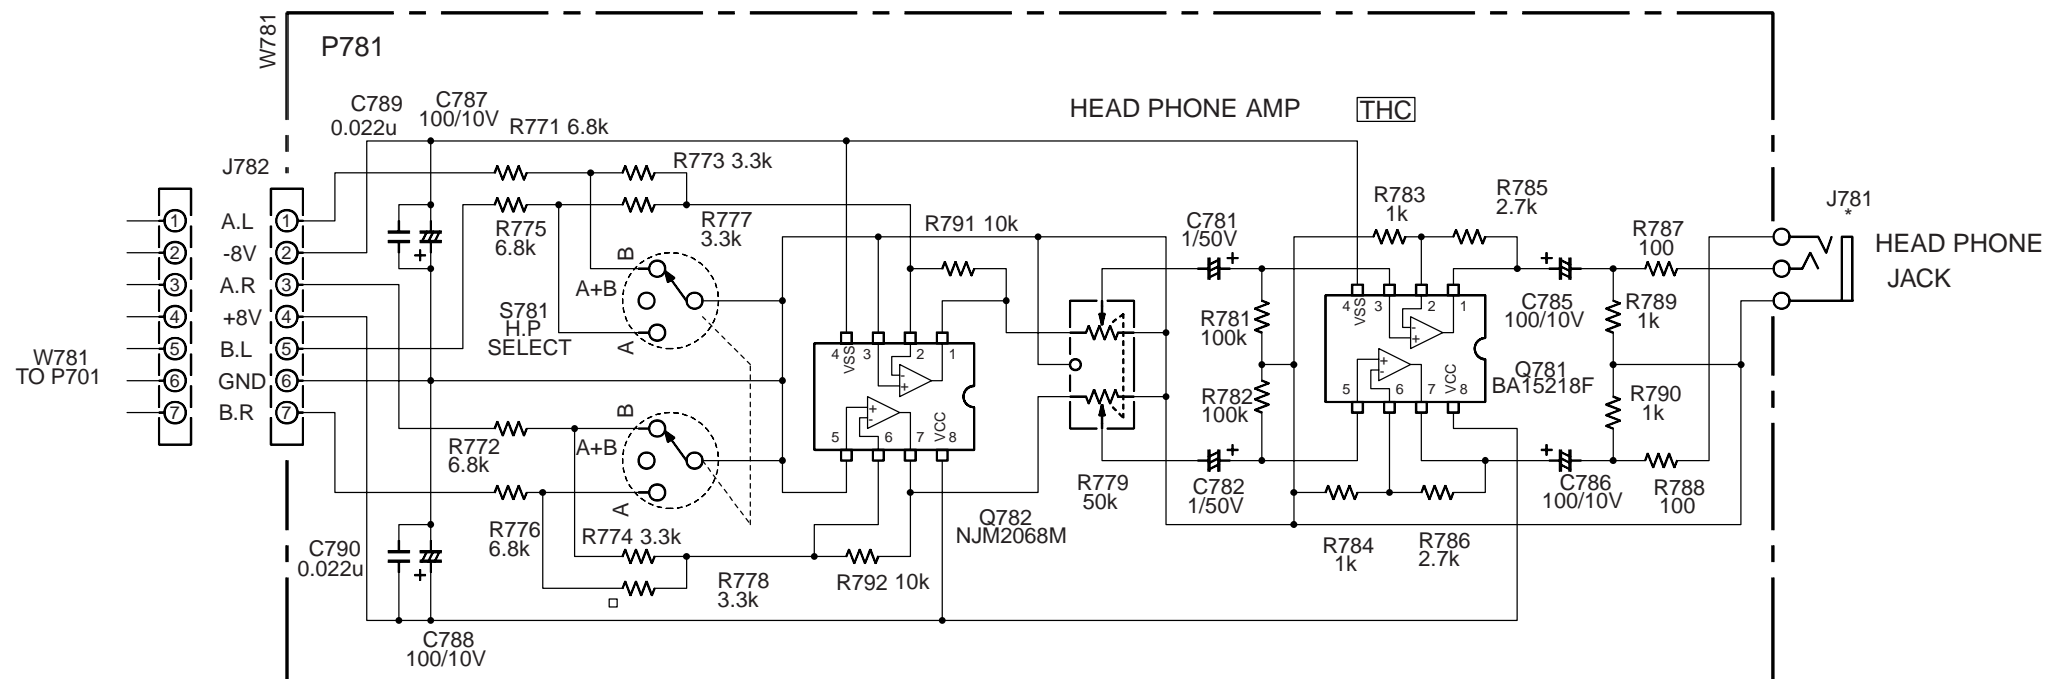 W781
P781
HEAD PHONE AMP THC
C789
0.022u
C787
100/10V
R771 6.8k
R773 3.3k
J782
R775
6.8k
R777
3.3k
R791 10k
C781
1/50V
R783
1k
R785
2.7k
R787
100
J781
*
HEAD PHONE
JACK
1 A.L 1
2 -8V 2
3 A.R 3
4 +8V 4
5 B.L 5
6 GND 6
7 B.R 7
W781
TO P701
B
A+B
A
S781
H.P
SELECT
+
4 3 2 1
VSS
- +
+ -
5 6 7 8
VCC
R781
100k
R782
100k
4 3 2 1
VSS
- +
+ -
5 6 7 8
VCC
Q781
BA15218F
+
C785
100/10V
R789
1k
R790
1k
B
A+B
A
R772
6.8k
R776
6.8k
R774 3.3k
R778
3.3k
R792 10k
Q782
NJM2068M
R779
50k
+
C782
1/50V
+
R784
1k
R786
2.7k
+
C786
100/10V
R788
100
C790
0.022u
+
C788
100/10V